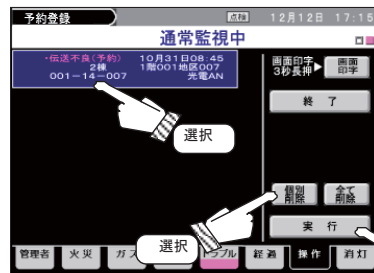 予約登録 点検 12月12日 17:15
通常監視中
・伝送不良(予約) 10月31日08:45
2棟 1階001地区007
001-14-007 光電AN
画面印字
3秒長押
画面
印字
終 了
選択
個別
削除
全て
削除
実 行
選択
管理者 火災 ガス トラブル 経過 操作 消灯